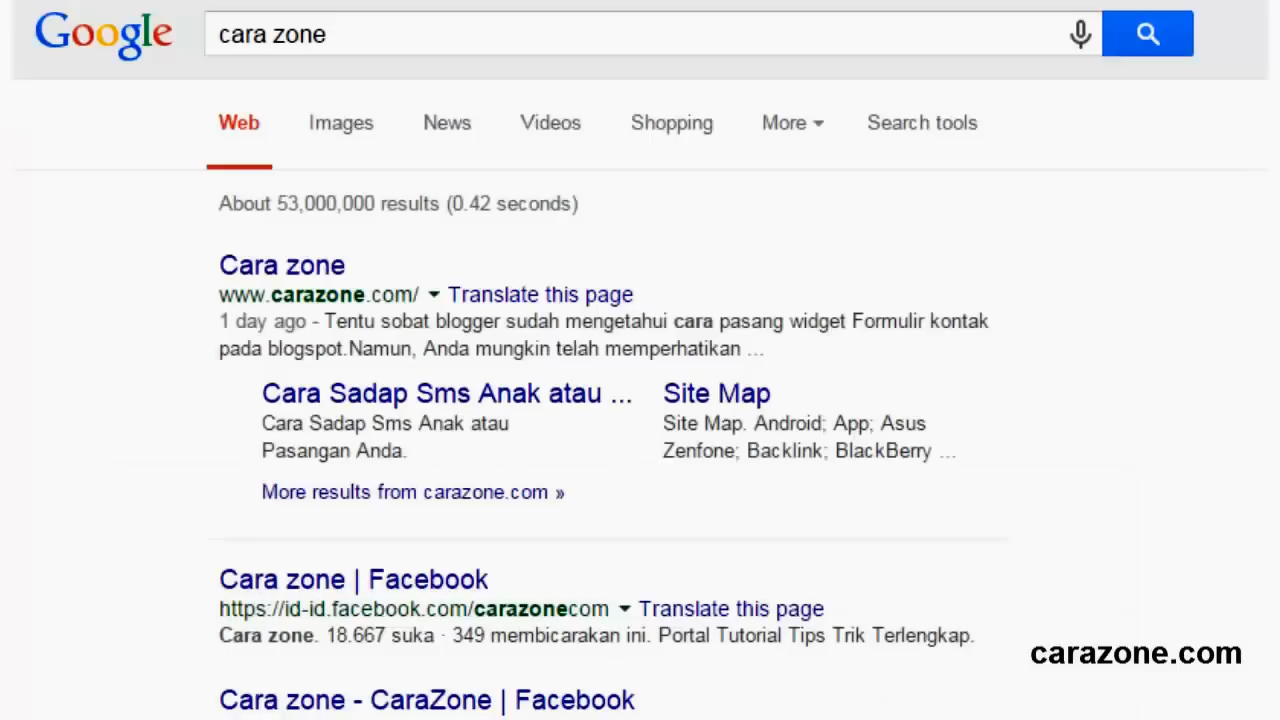 Google cara zone
Web Images News Videos Shopping More Search tools
About 53,000,000 results (0.42 seconds)
Cara zone
www.carazone.com/ Translate this page
1 day ago - Tentu sobat blogger sudah mengetahui cara pasang widget Formulir kontak
pada blogspot.Namun, Anda mungkin telah memperhatikan ...
Cara Sadap Sms Anak atau ...
Cara Sadap Sms Anak atau
Pasangan Anda.
Site Map
Site Map. Android; App; Asus
Zenfone; Backlink; BlackBerry ...
More results from carazone.com »
Cara zone | Facebook
https://id-id.facebook.com/carazonecom Translate this page
Cara zone. 18.667 suka · 349 membicarakan ini. Portal Tutorial Tips Trik Terlengkap.
carazone.com
Cara zone - CaraZone | Facebook